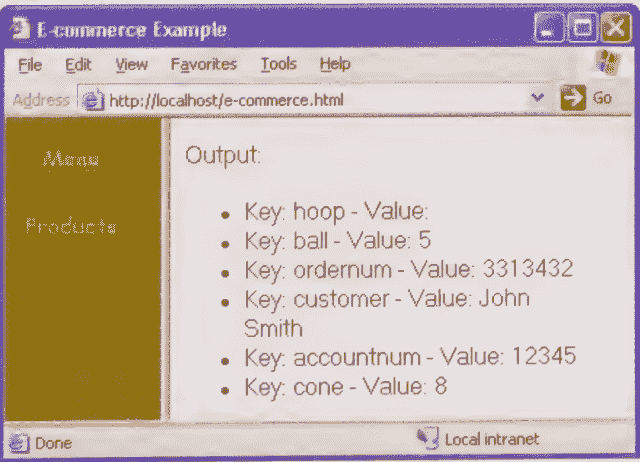 E-commerce Example
File Edit View Favorites Tools Help
Address http://localhost/e-commerce.html Go
Menu
Products
Output:
Key: hoop - Value:
Key: ball - Value: 5
Key: ordernum - Value: 3313432
Key: customer - Value: John
Smith
Key: accountnum - Value: 12345
Key: cone - Value: 8
Done Local intranet